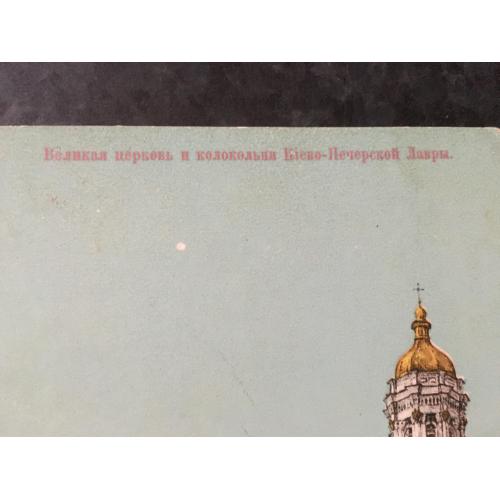 Великая церковь и колокольня Кіево-Печерской Лавры.